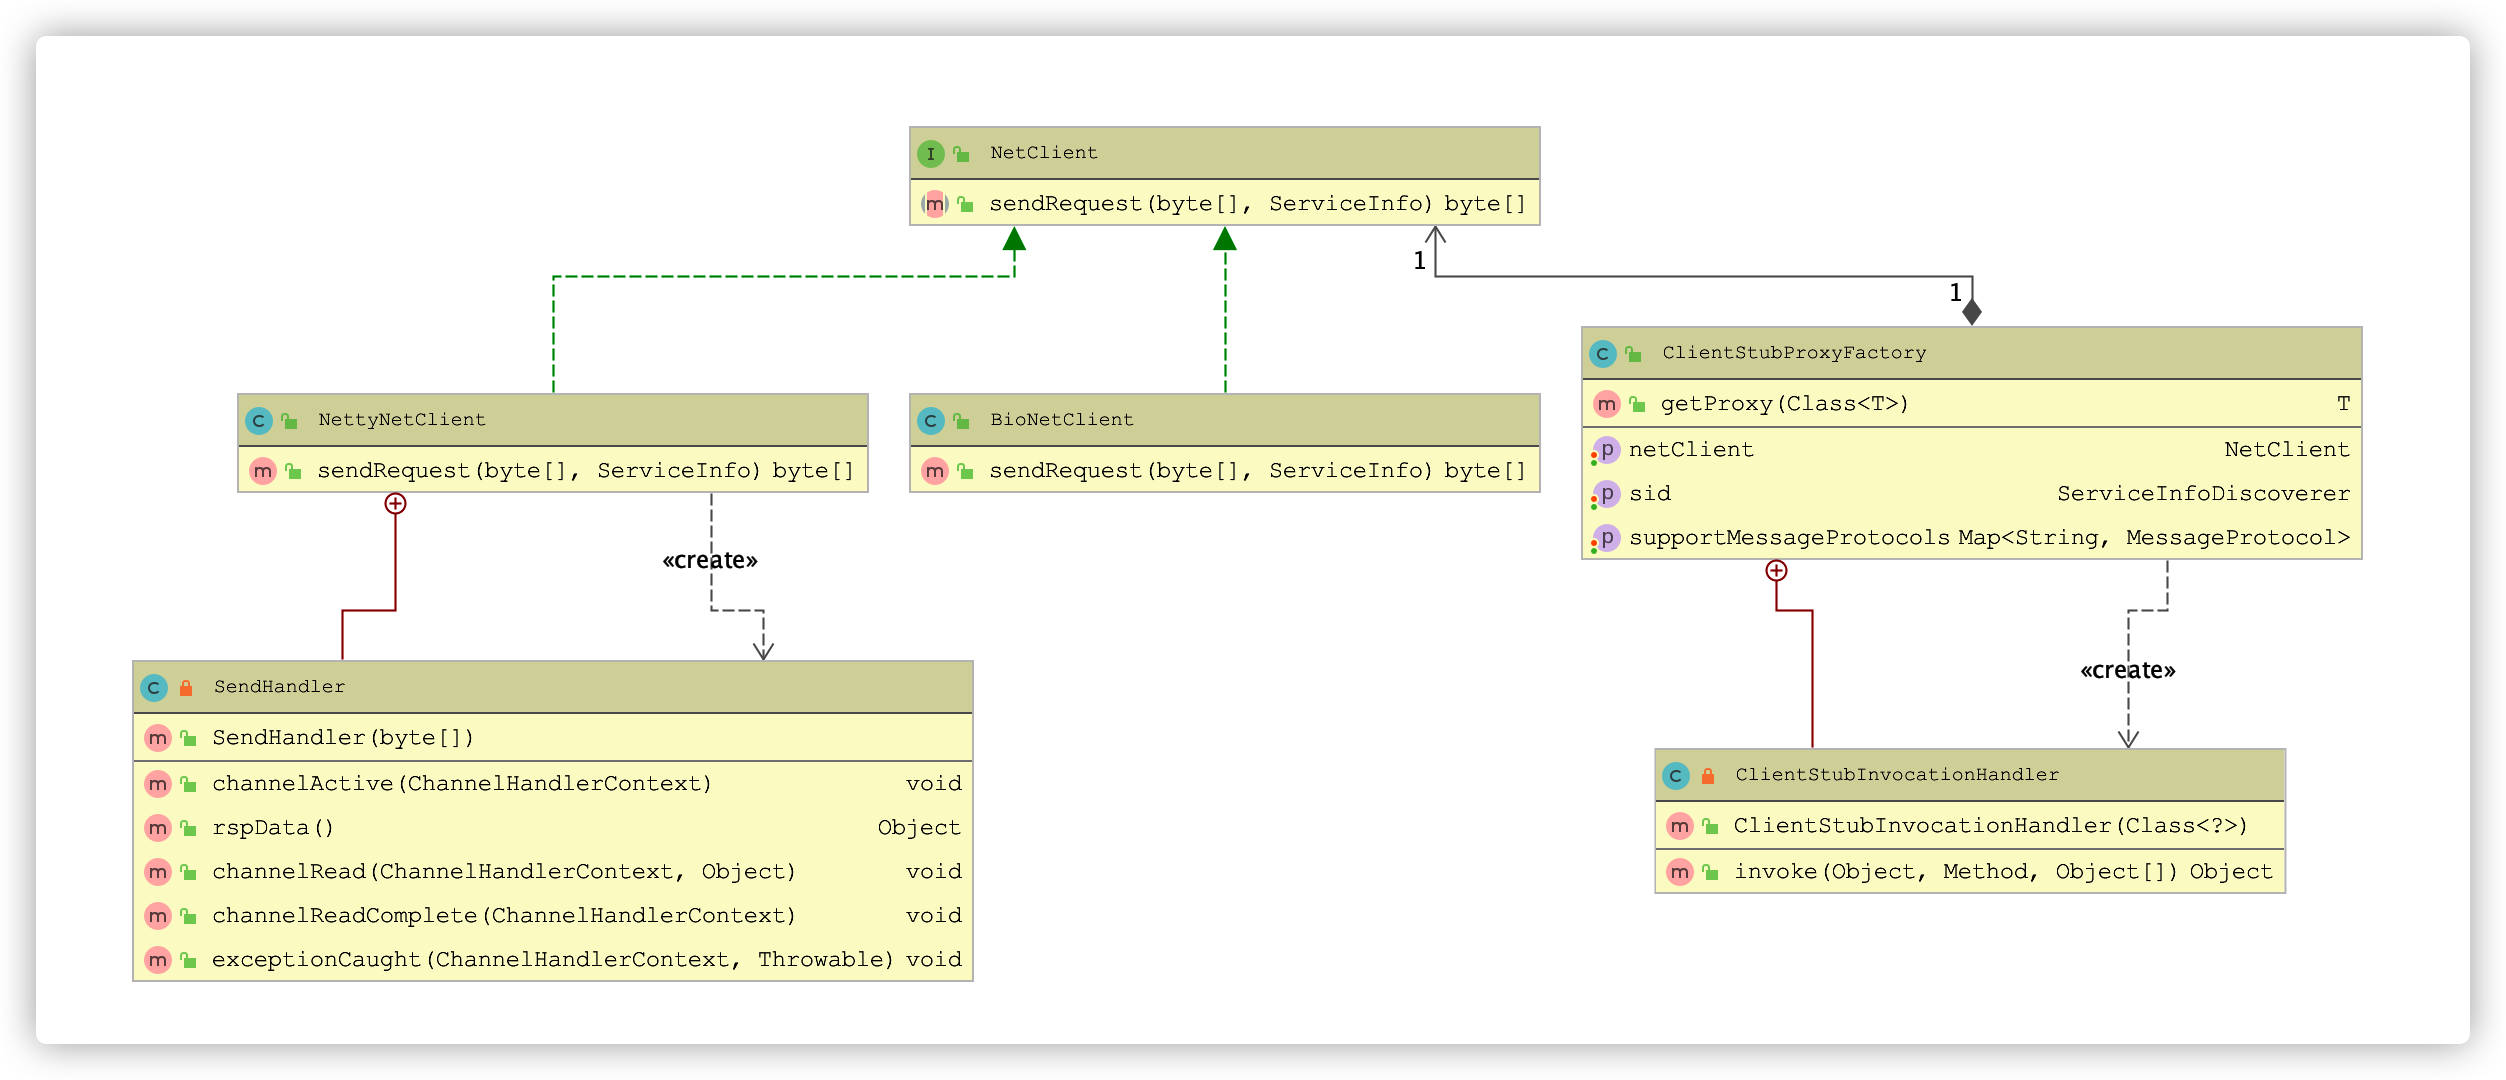 I NetClient
m sendRequest(byte[], ServiceInfo) byte[]
1
1
C NettyNetClient
m sendRequest(byte[], ServiceInfo) byte[]
C BioNetClient
m sendRequest(byte[], ServiceInfo) byte[]
C ClientStubProxyFactory
m getProxy(Class<T>) T
p netClient NetClient
p sid ServiceInfoDiscoverer
p supportMessageProtocols Map<String, MessageProtocol>
«create»
«create»
C SendHandler
m SendHandler(byte[])
m channelActive(ChannelHandlerContext) void
m rspData() Object
m channelRead(ChannelHandlerContext, Object) void
m channelReadComplete(ChannelHandlerContext) void
m exceptionCaught(ChannelHandlerContext, Throwable) void
C ClientStubInvocationHandler
m ClientStubInvocationHandler(Class<?>)
m invoke(Object, Method, Object[]) Object